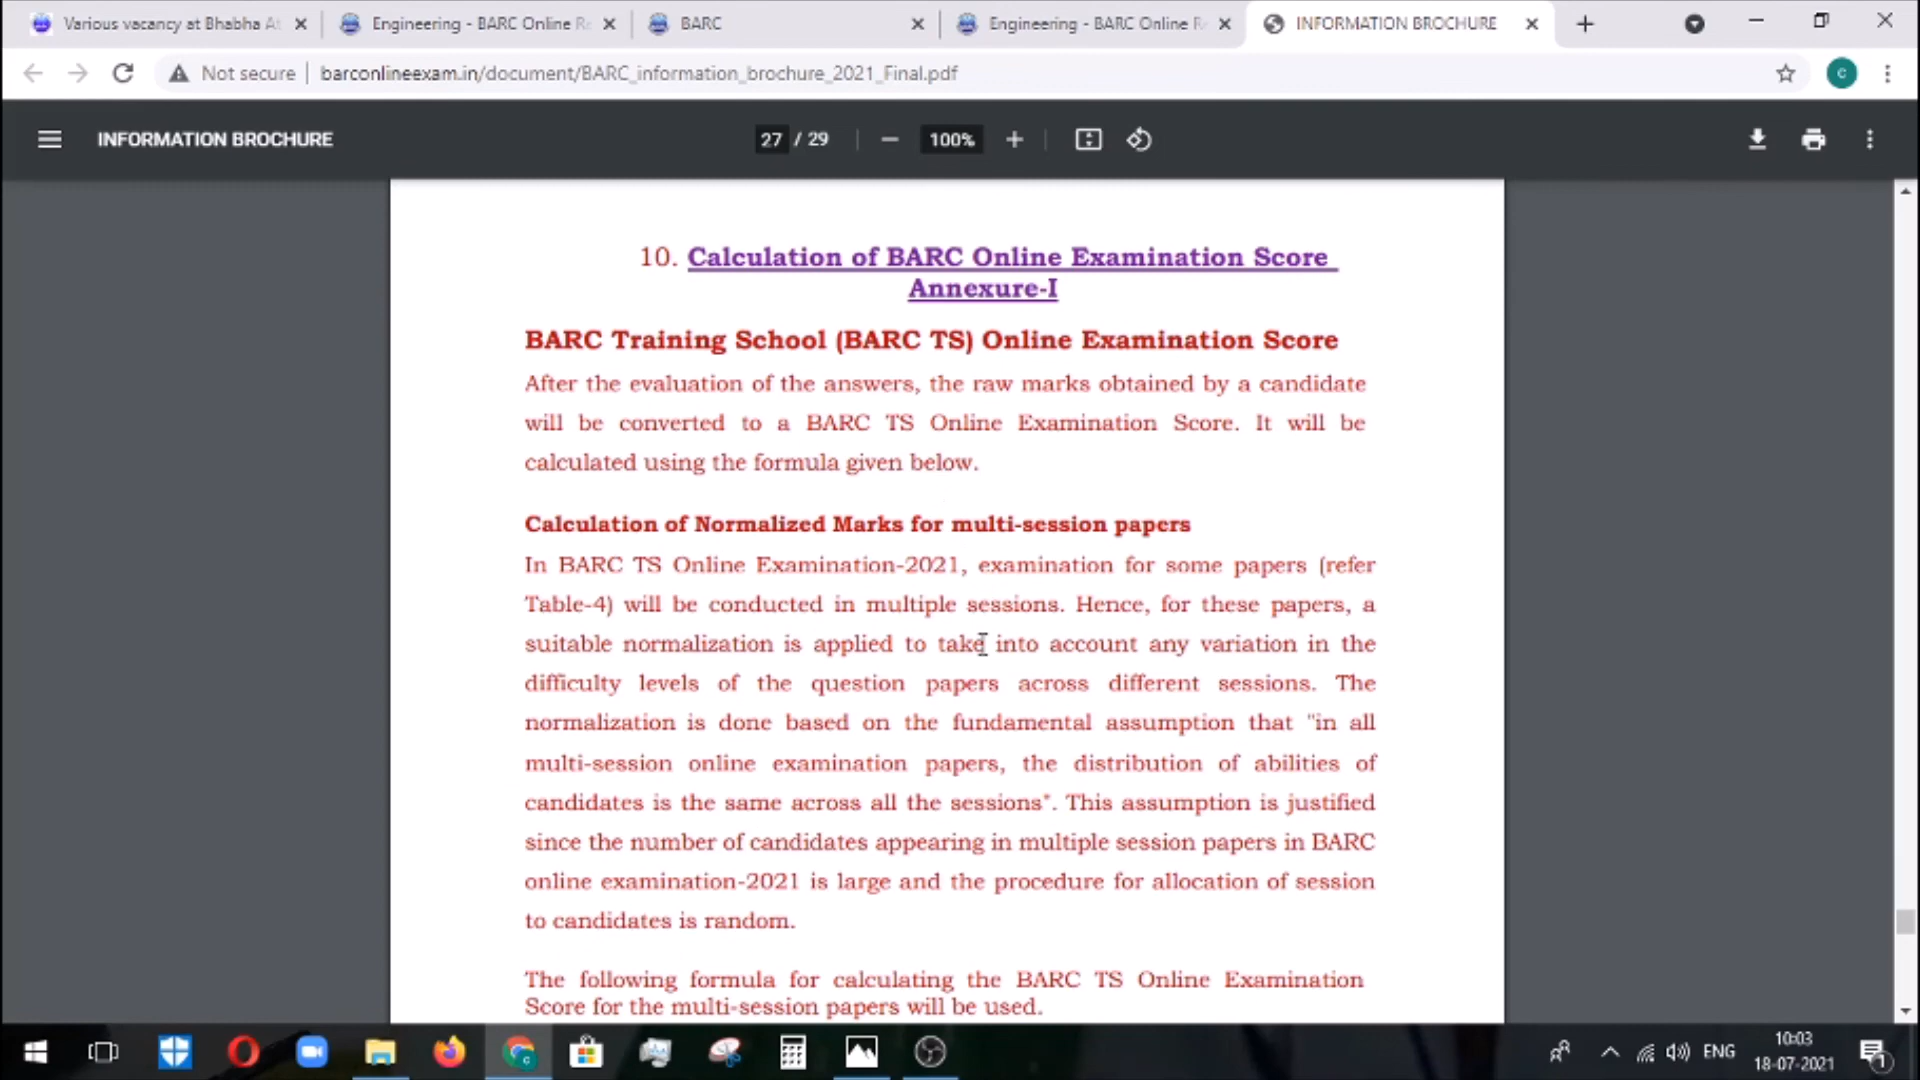 Various vacancy at Bhabha At
Engineering - BARC Online Re
BARC
Engineering - BARC Online Re
INFORMATION BROCHURE
Not secure
barconlineexam.in/document/BARC_information_brochure_2021_Final.pdf
C
INFORMATION BROCHURE
27 / 29
100%
10. Calculation of BARC Online Examination Score
Annexure-I
BARC Training School (BARC TS) Online Examination Score
After the evaluation of the answers, the raw marks obtained by a candidate
will be converted to a BARC TS Online Examination Score. It will be
calculated using the formula given below.
Calculation of Normalized Marks for multi-session papers
In BARC TS Online Examination-2021, examination for some papers (refer
Table-4) will be conducted in multiple sessions. Hence, for these papers, a
suitable normalization is applied to take into account any variation in the
difficulty levels of the question papers across different sessions. The
normalization is done based on the fundamental assumption that "in all
multi-session online examination papers, the distribution of abilities of
candidates is the same across all the sessions". This assumption is justified
since the number of candidates appearing in multiple session papers in BARC
online examination-2021 is large and the procedure for allocation of session
to candidates is random.
The following formula for calculating the BARC TS Online Examination
Score for the multi-session papers will be used.
ENG
10:03
18-07-2021
1